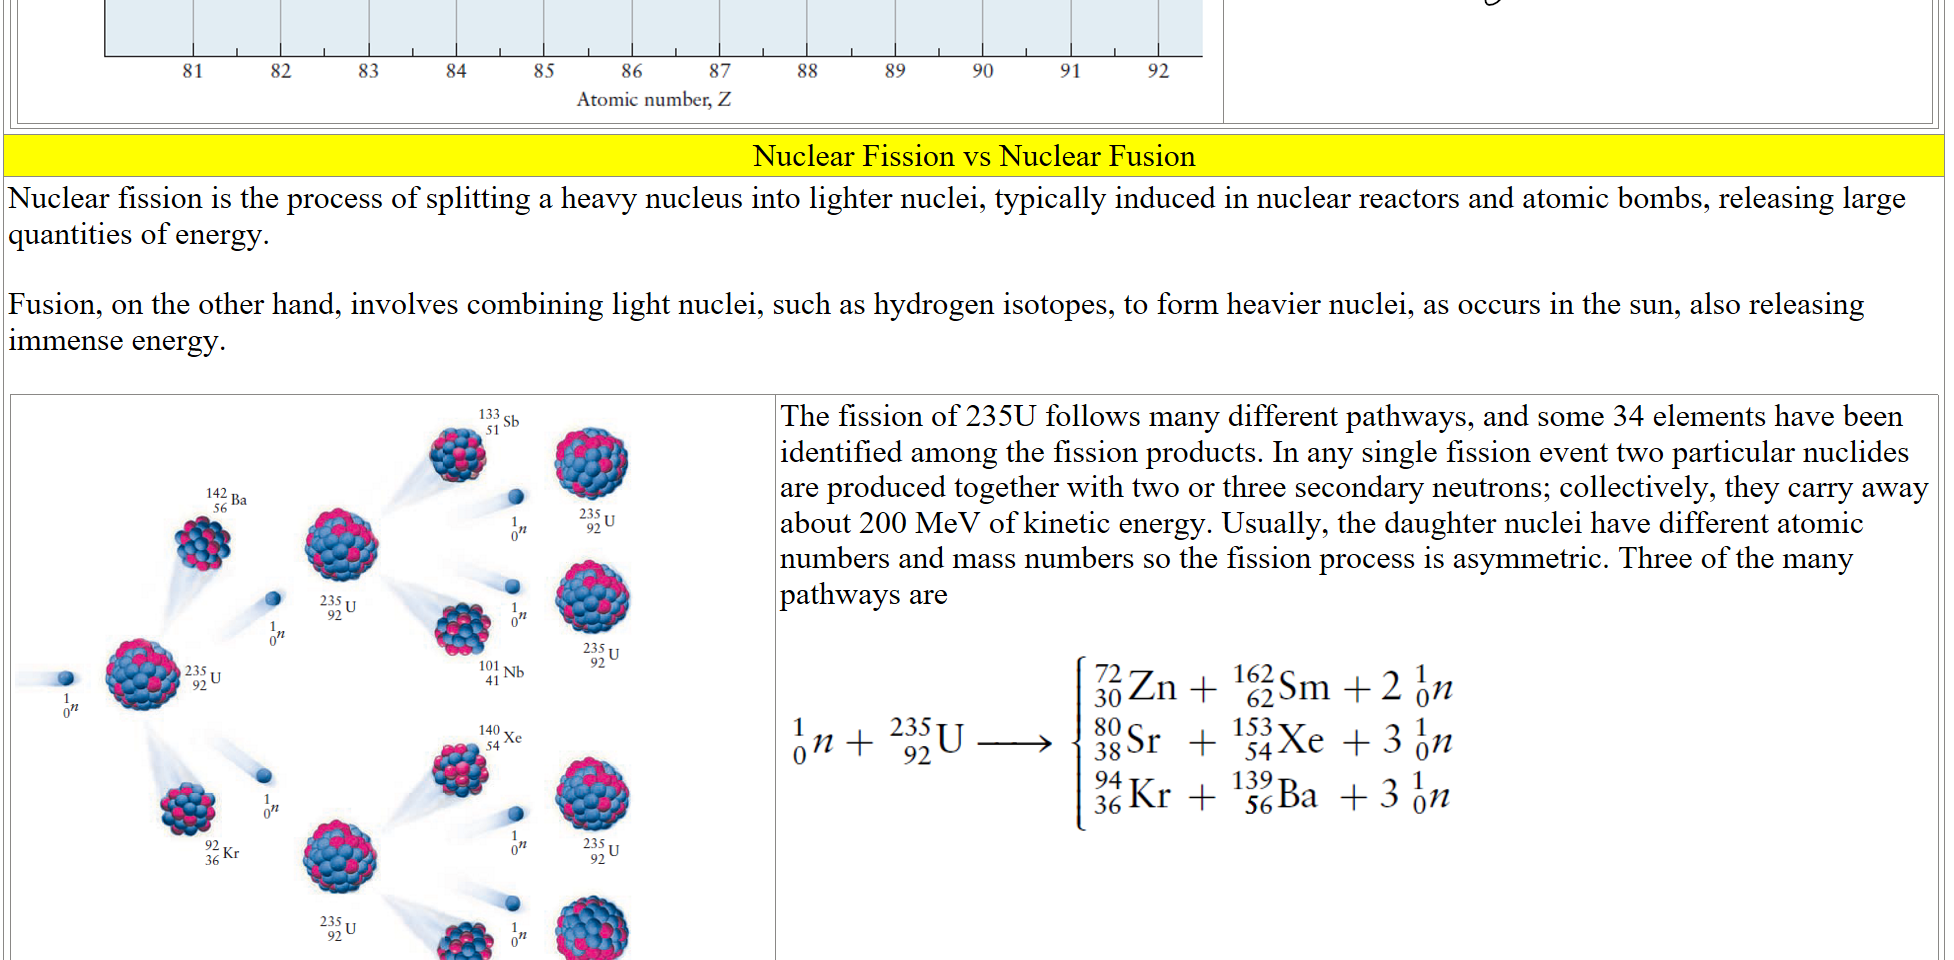 81 82 83 84 85 86 87 88 89 90 91 92
Atomic number, Z
Nuclear Fission vs Nuclear Fusion
Nuclear fission is the process of splitting a heavy nucleus into lighter nuclei, typically induced in nuclear reactors and atomic bombs, releasing large
quantities of energy.
Fusion, on the other hand, involves combining light nuclei, such as hydrogen isotopes, to form heavier nuclei, as occurs in the sun, also releasing
immense energy.
133 51 Sb
142 56 Ba
1 0 n
235 92 U
235 92 U
1 0 n
1 0 n
235 92 U
101 41 Nb
235 92 U
1 0 n
140 54 Xe
1 0 n
92 36 Kr
1 0 n
235 92 U
235 92 U
1 0 n
The fission of 235U follows many different pathways, and some 34 elements have been
identified among the fission products. In any single fission event two particular nuclides
are produced together with two or three secondary neutrons; collectively, they carry away
about 200 MeV of kinetic energy. Usually, the daughter nuclei have different atomic
numbers and mass numbers so the fission process is asymmetric. Three of the many
pathways are
72 30 Zn + 162 62 Sm + 2 1 0 n
1 0 n + 235 92 U ⟶ 80 38 Sr + 153 54 Xe + 3 1 0 n
94 36 Kr + 139 56 Ba + 3 1 0 n